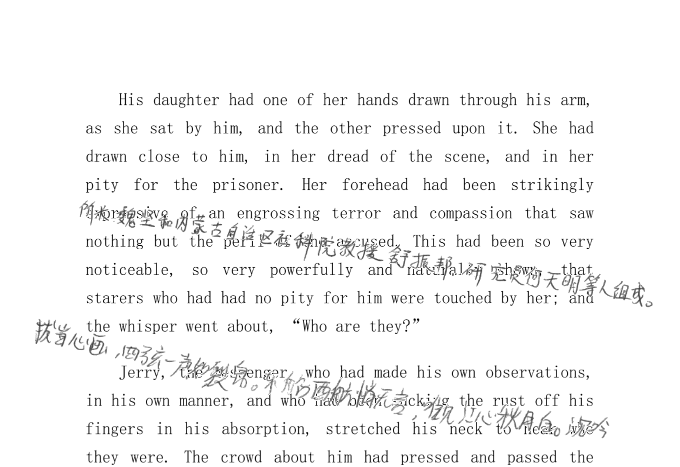 His daughter had one of her hands drawn through his arm,
as she sat by him, and the other pressed upon it. She had
drawn close to him, in her dread of the scene, and in her
pity for the prisoner. Her forehead had been strikingly
expressive of an engrossing terror and compassion that saw
所长魏坚和内蒙古自治区社科院教授舒振邦、研究员何天明等人组成。
nothing but the peril of the accused. This had been so very
noticeable, so very powerfully and naturally shown, that
starers who had had no pity for him were touched by her; and
the whisper went about, “Who are they?”
拨当心画，四弦一声如裂帛。东船西舫悄无言，唯见江心秋月白。沉吟
Jerry, the messenger, who had made his own observations,
in his own manner, and who had been sucking the rust off his
fingers in his absorption, stretched his neck to hear who
they were. The crowd about him had pressed and passed the